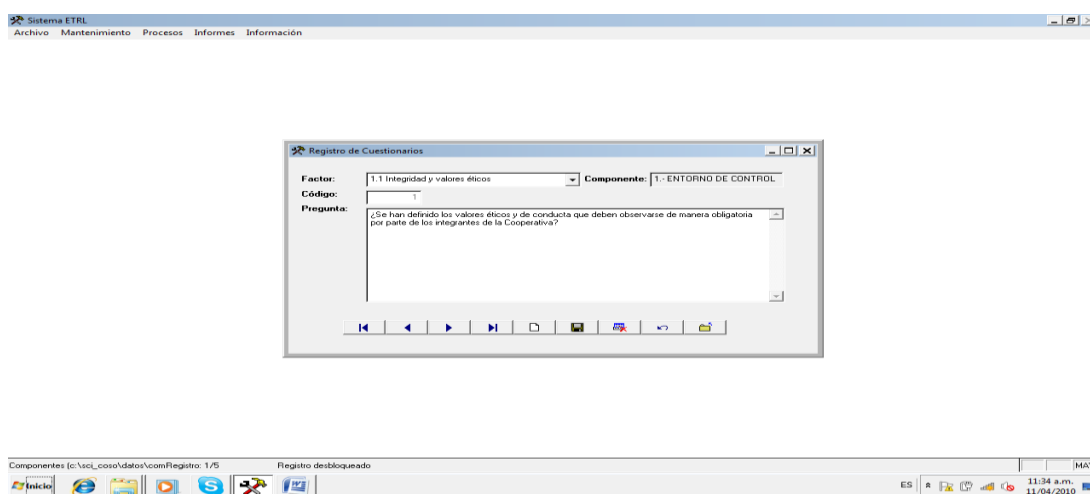 Sistema ETRL
Archivo Mantenimiento Procesos Informes Información
Registro de Cuestionarios
Factor: 1.1 Integridad y valores éticos Componente: 1.- ENTORNO DE CONTROL
Código: 1
Pregunta: ¿Se han definido los valores éticos y de conducta que deben observarse de manera obligatoria
por parte de los integrantes de la Cooperativa?
Componentes (c:\sci_coso\datos\comRegistro: 1/5 Registro desbloqueado
Inicio ES 11:34 a.m.
11/04/2010